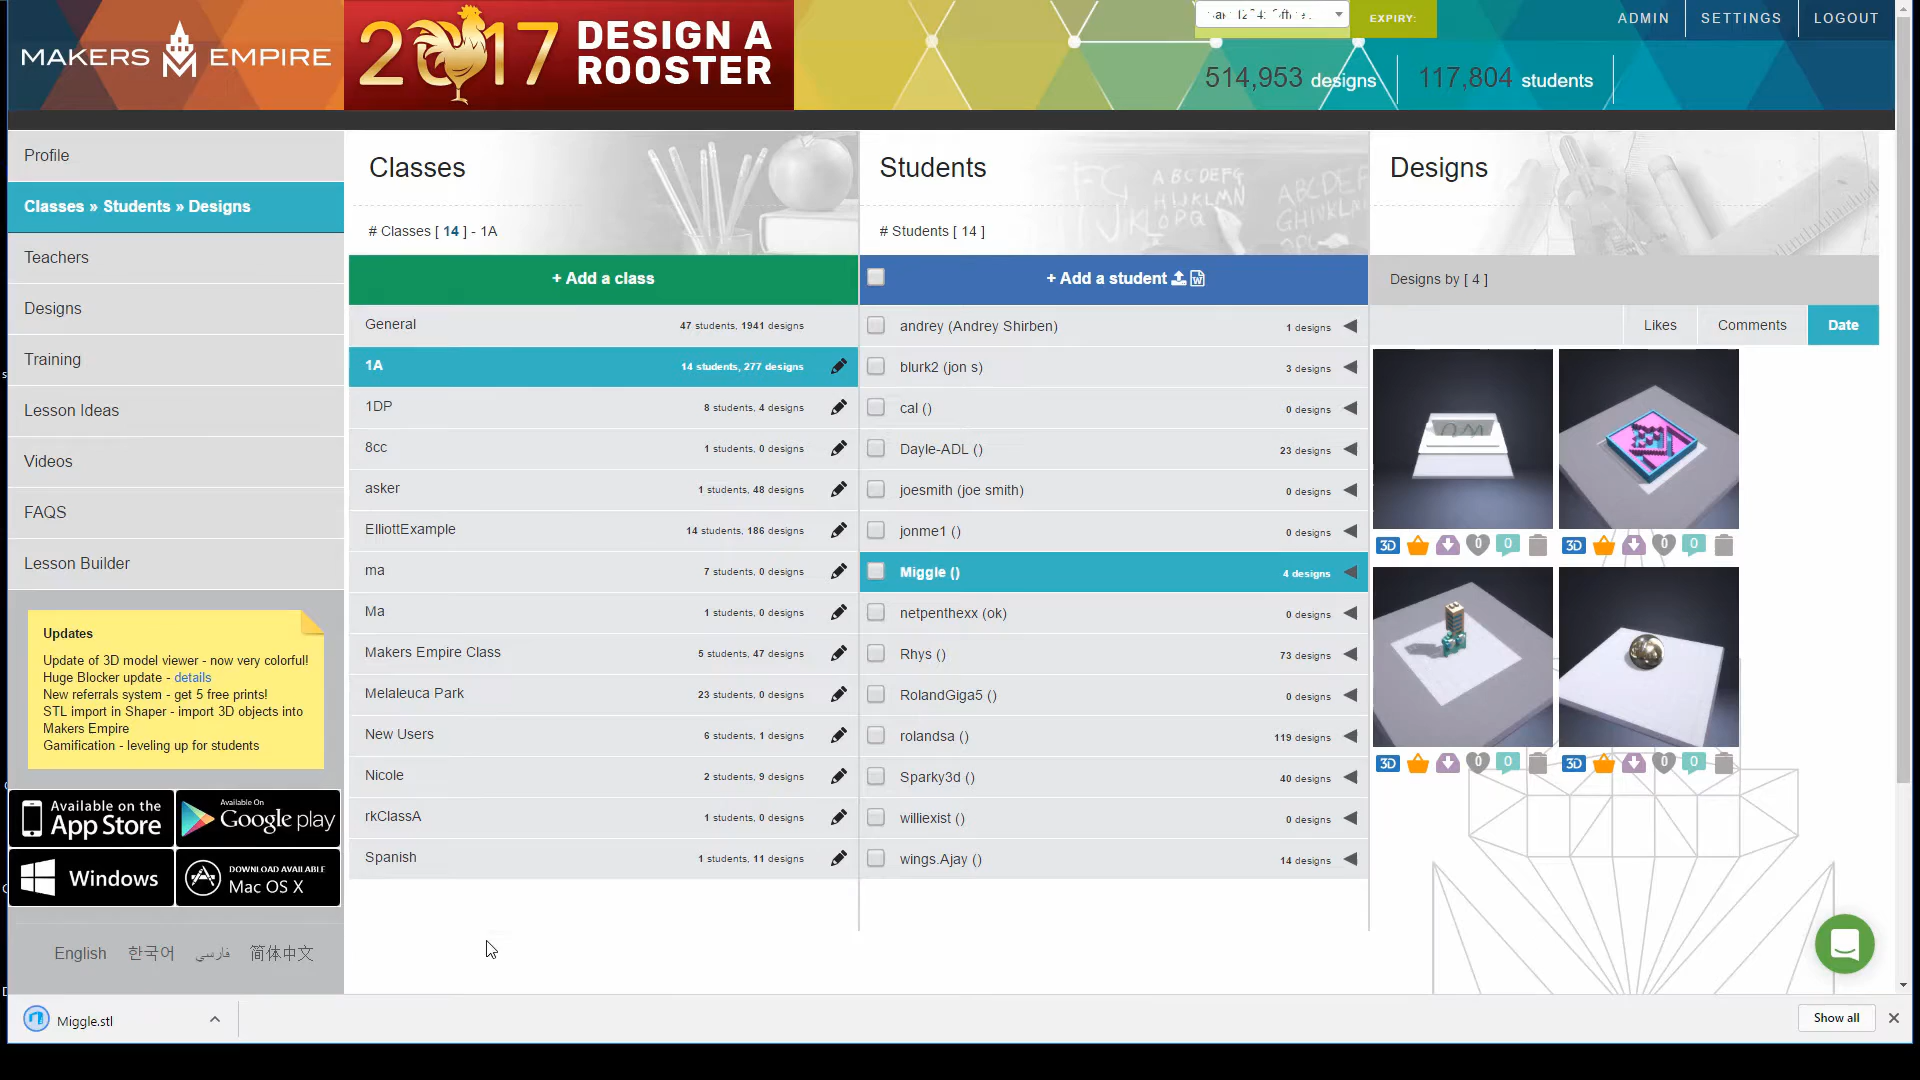 MAKERS EMPIRE
2017 DESIGN A ROOSTER
EXPIRY:
ADMIN
SETTINGS
LOGOUT
514,953 designs
117,804 students
Profile
Classes » Students » Designs
Teachers
Designs
Training
Lesson Ideas
Videos
FAQS
Lesson Builder
Updates
Update of 3D model viewer - now very colorful!
Huge Blocker update - details
New referrals system - get 5 free prints!
STL import in Shaper - import 3D objects into
Makers Empire
Gamification - leveling up for students
Available on the App Store
Available On Google play
Windows
DOWNLOAD AVAILABLE Mac OS X
English 한국어 فارسی 简体中文
Classes
# Classes [ 14 ] - 1A
+ Add a class
General 47 students, 1941 designs
1A 14 students, 277 designs
1DP 8 students, 4 designs
8cc 1 students, 0 designs
asker 1 students, 48 designs
ElliottExample 14 students, 186 designs
ma 7 students, 0 designs
Ma 1 students, 0 designs
Makers Empire Class 5 students, 47 designs
Melaleuca Park 23 students, 0 designs
New Users 6 students, 1 designs
Nicole 2 students, 9 designs
rkClassA 1 students, 0 designs
Spanish 1 students, 11 designs
Students
# Students [ 14 ]
+ Add a student
andrey (Andrey Shirben) 1 designs
blurk2 (jon s) 3 designs
cal () 0 designs
Dayle-ADL () 23 designs
joesmith (joe smith) 0 designs
jonme1 () 0 designs
Miggle () 4 designs
netpenthexx (ok) 0 designs
Rhys () 73 designs
RolandGiga5 () 0 designs
rolandsa () 119 designs
Sparky3d () 40 designs
williexist () 0 designs
wings.Ajay () 14 designs
Designs
Designs by [ 4 ]
Likes Comments Date
3D 0 0 3D 0 0
3D 0 0 3D 0 0
Miggle.stl
Show all